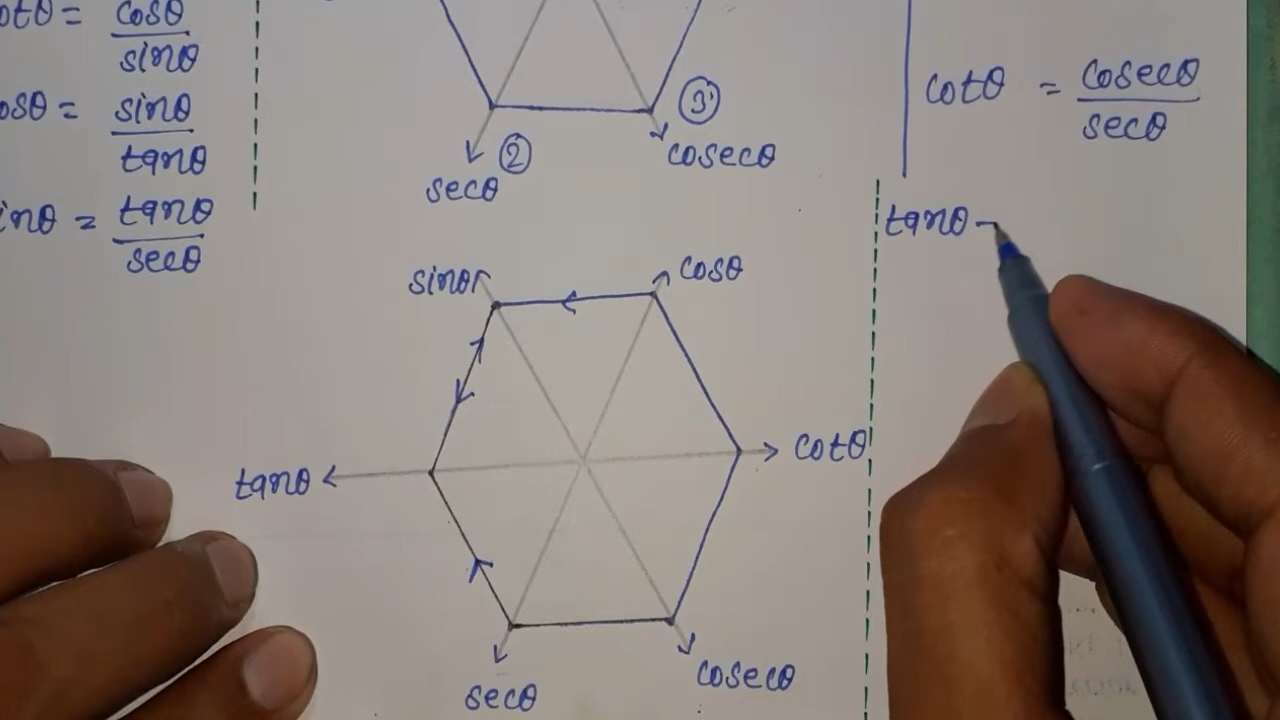 cotθ = cosθ
sinθ
cosθ = sinθ
tanθ
sinθ = tanθ
secθ
② ③
secθ cosecθ
cotθ = cosecθ
secθ
tanθ -
sinθ cosθ
tanθ cotθ
secθ cosecθ